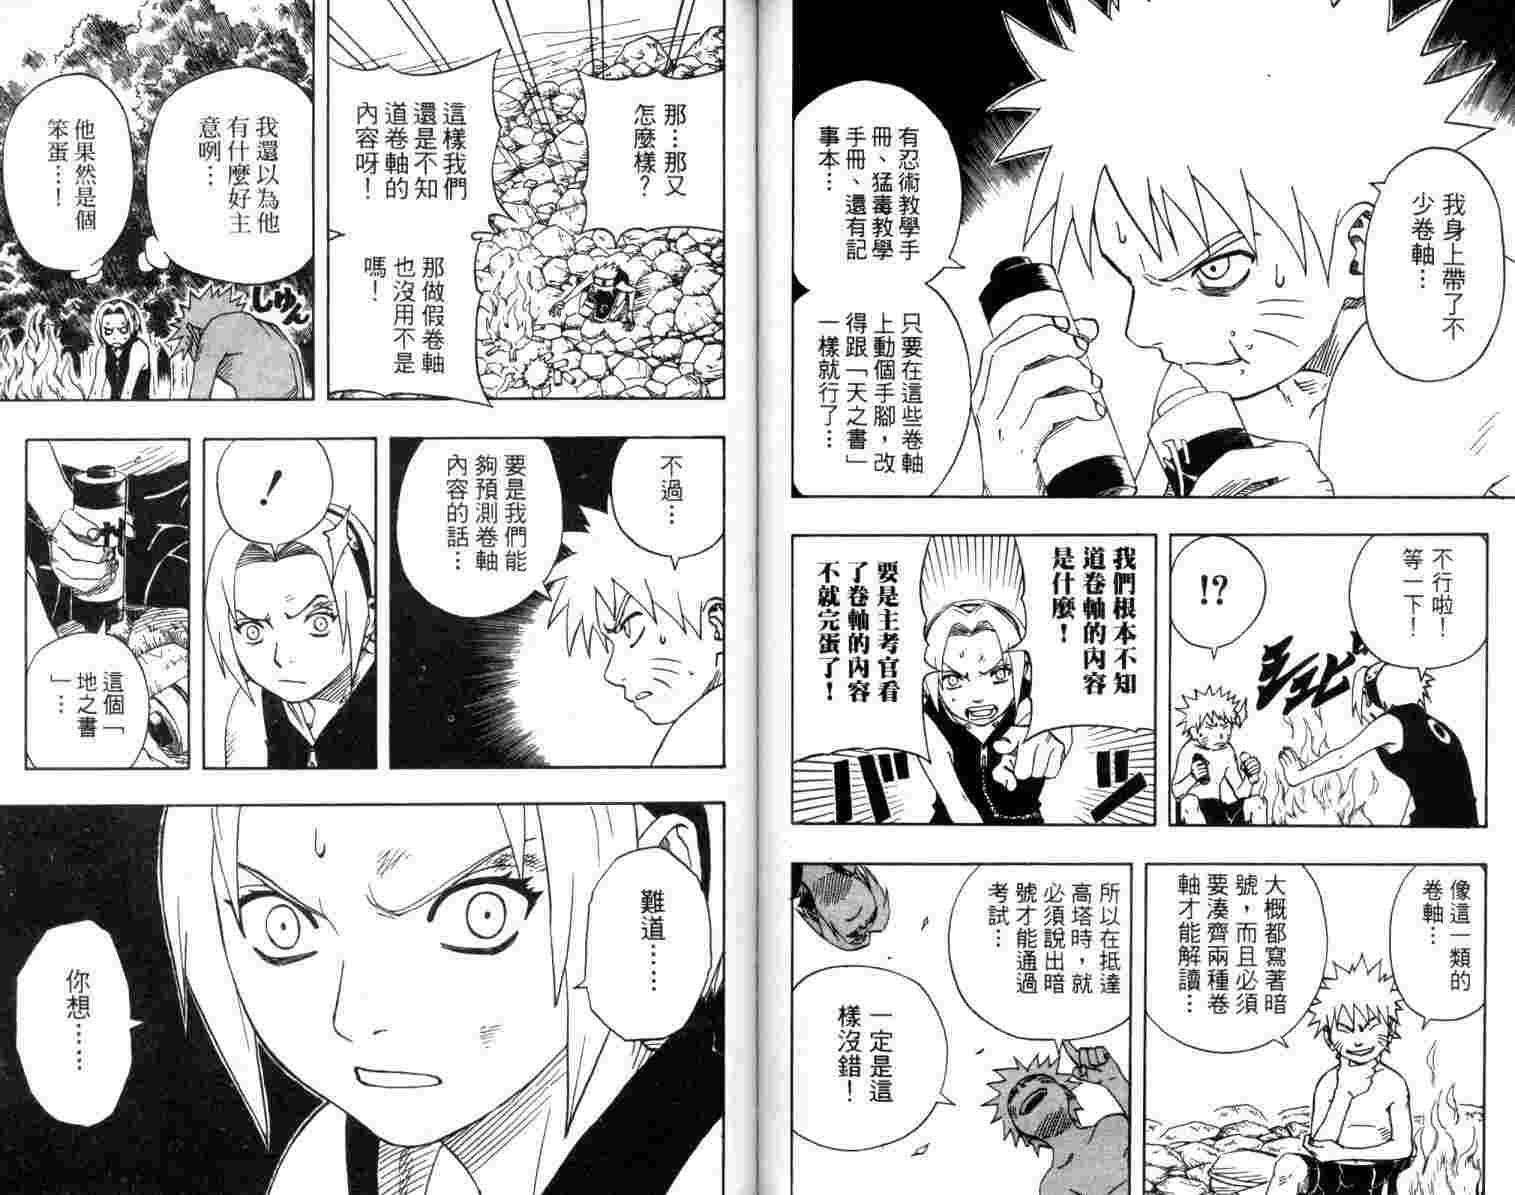 我身上帶了不
少卷軸…
有忍術教學手
冊、猛毒教學
手冊、還有記
事本…
只要在這些卷軸
上動個手腳，改
得跟「天之書」
一樣就行了…
不行啦！
等一下！
！？
我們根本不知
道卷軸的內容
是什麼！
要是主考官看
了卷軸的內容
不就完蛋了！
像這一類的
卷軸…
大概都寫著暗
號，而且必須
要湊齊兩種卷
軸才能解讀…
所以在抵達
高塔時，就
必須說出暗
號才能通過
考試…
一定是這
樣沒錯！
那…那又
怎麼樣？
這樣我們
還是不知
道卷軸的
內容呀！
那做假卷軸
也沒用不是
嗎！
我還以為他
有什麼好主
意咧…
他果然是個
笨蛋…！
じゅん
不過…
要是我們能
夠預測卷軸
內容的話…
！
這個「
地之書
」…
難道……
你想……